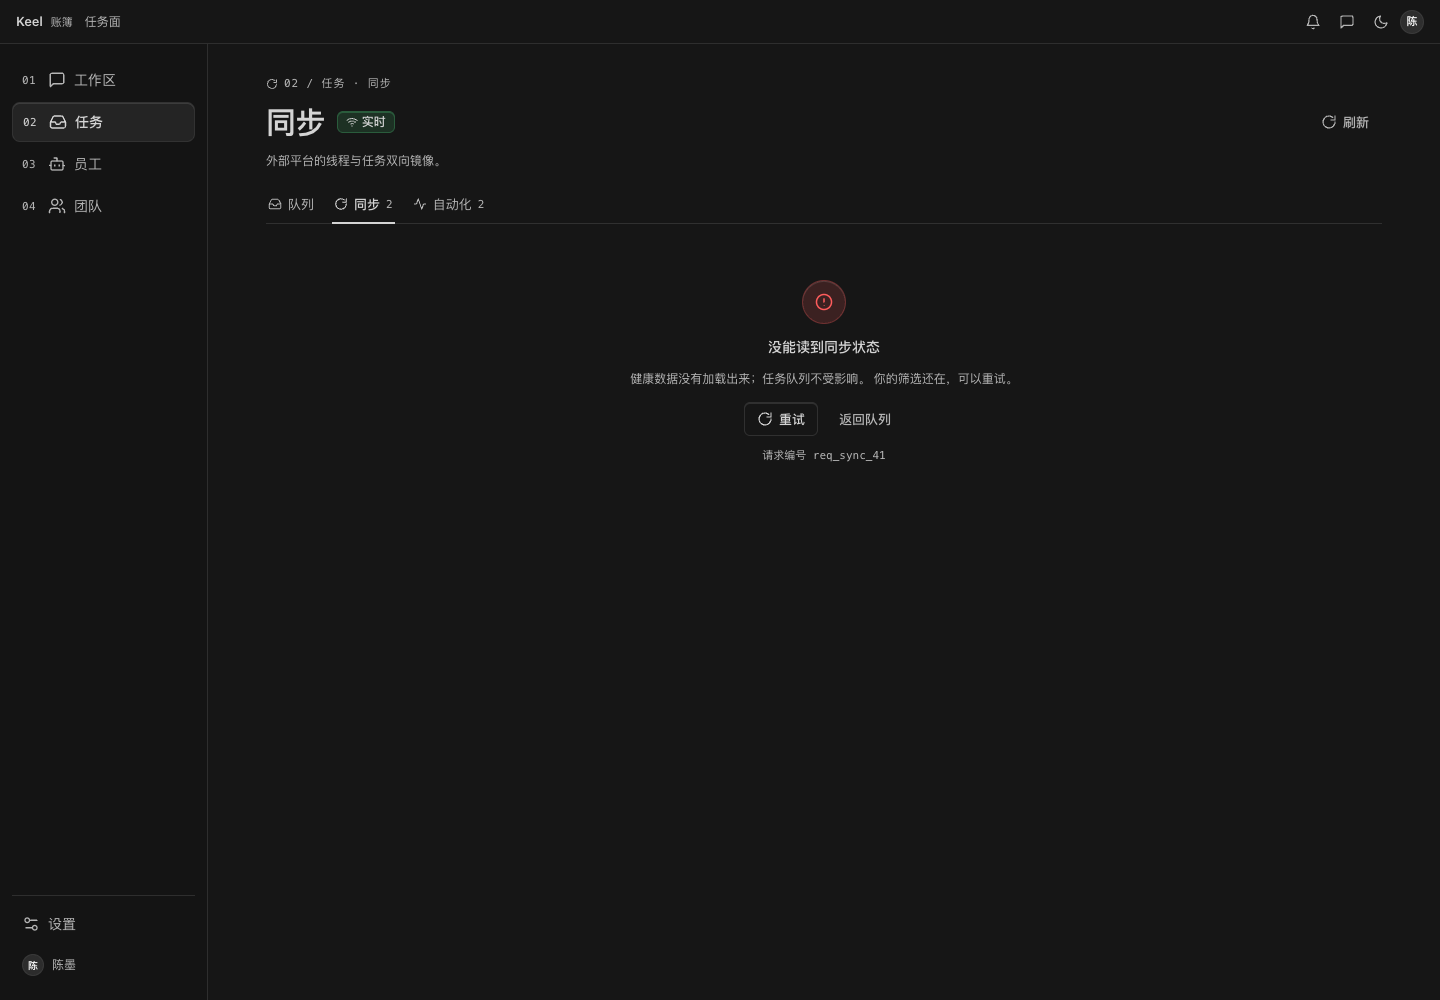 Keel 账簿 任务面
陈
01 工作区
02 任务
03 员工
04 团队
02 / 任务 · 同步
同步 实时
刷新
外部平台的线程与任务双向镜像。
队列 同步 2 自动化 2
没能读到同步状态
健康数据没有加载出来；任务队列不受影响。 你的筛选还在，可以重试。
重试 返回队列
请求编号 req_sync_41
设置
陈 陈墨